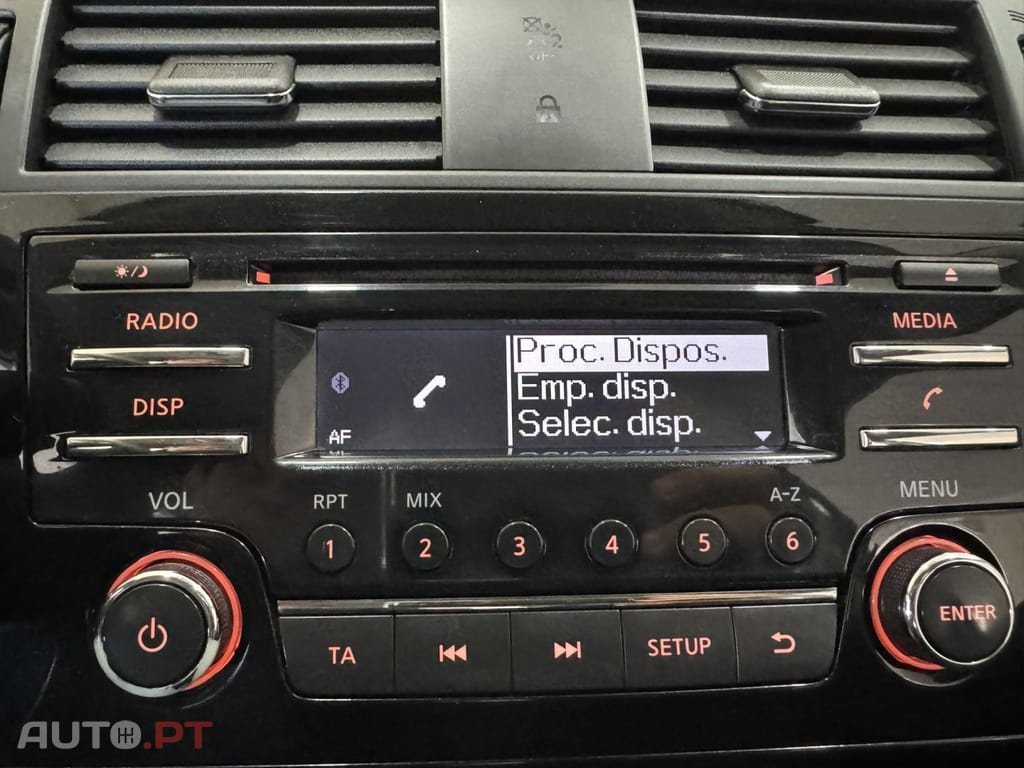 RADIO
MEDIA
Proc. Dispos.
Emp. disp.
Selec. disp.
DISP
AF
VOL
RPT
MIX
A-Z
MENU
1
2
3
4
5
6
ENTER
TA
SETUP
AUTO.PT